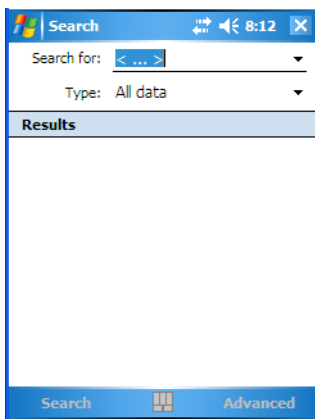 Search 8:12
Search for: < ... >
Type: All data
Results
Search Advanced